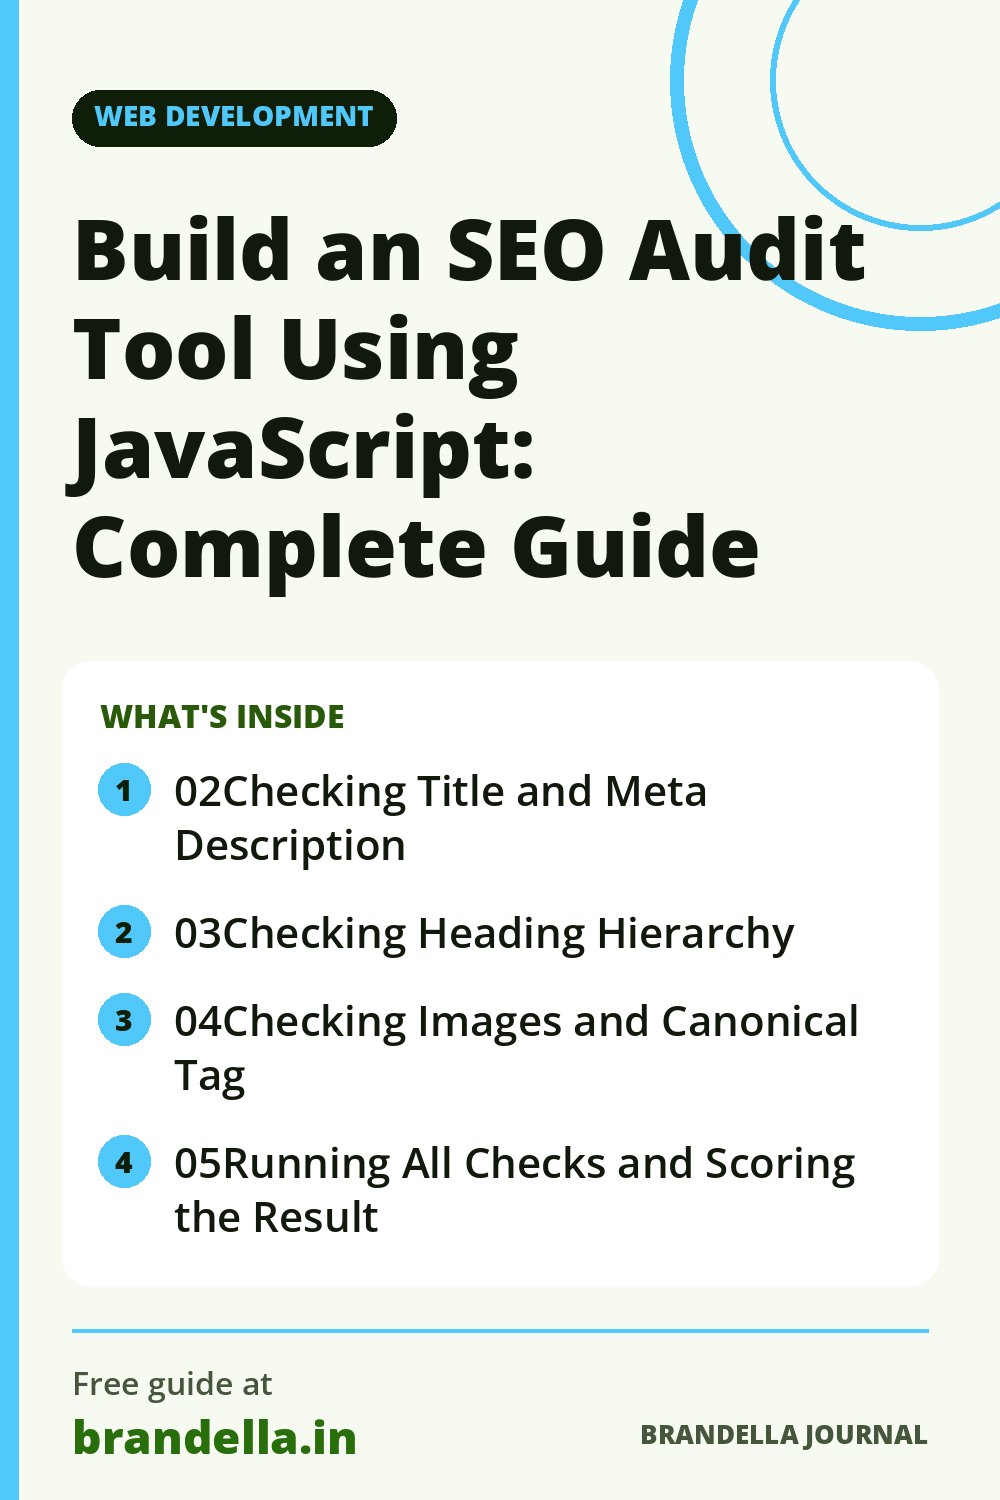 WEB DEVELOPMENT
Build an SEO Audit
Tool Using
JavaScript:
Complete Guide
WHAT'S INSIDE
1 02Checking Title and Meta
Description
2 03Checking Heading Hierarchy
3 04Checking Images and Canonical
Tag
4 05Running All Checks and Scoring
the Result
Free guide at
brandella.in
BRANDELLA JOURNAL